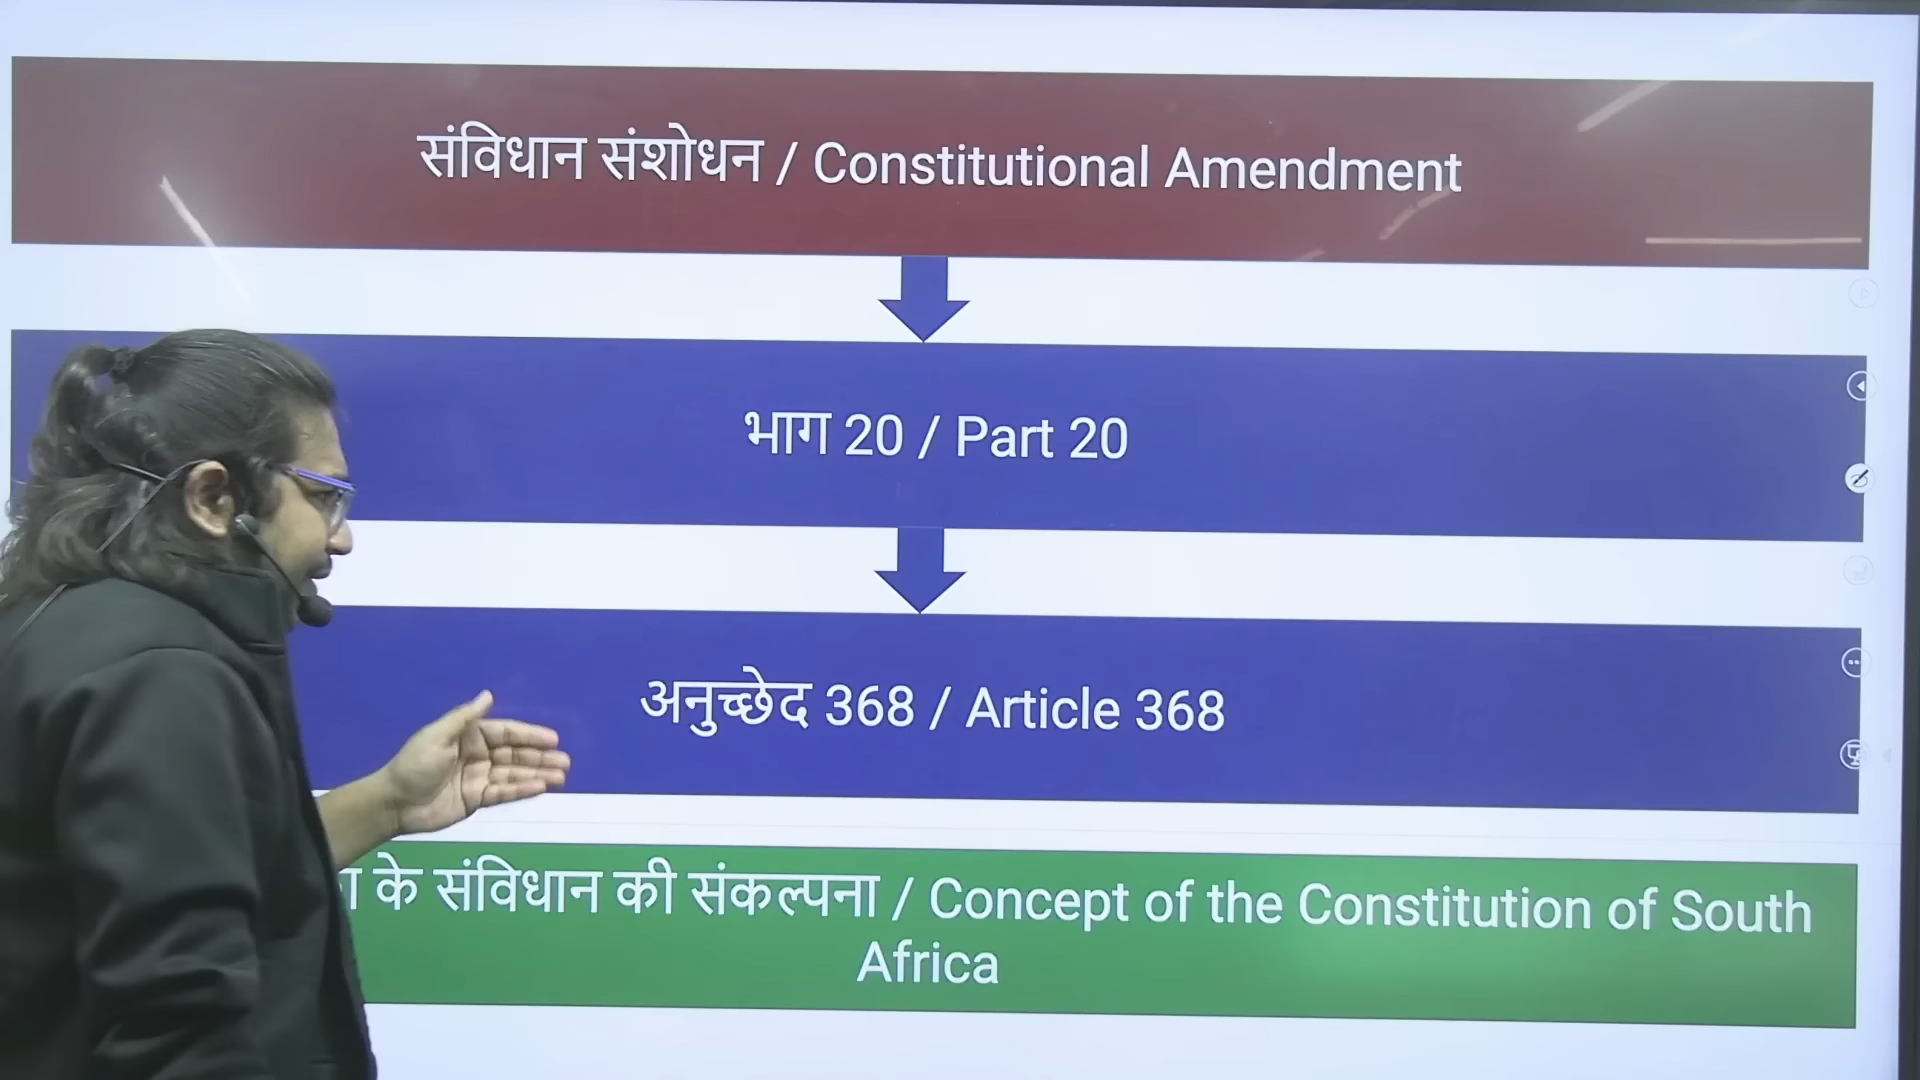 संविधान संशोधन / Constitutional Amendment
भाग 20 / Part 20
अनुच्छेद 368 / Article 368
के संविधान की संकल्पना / Concept of the Constitution of South
Africa